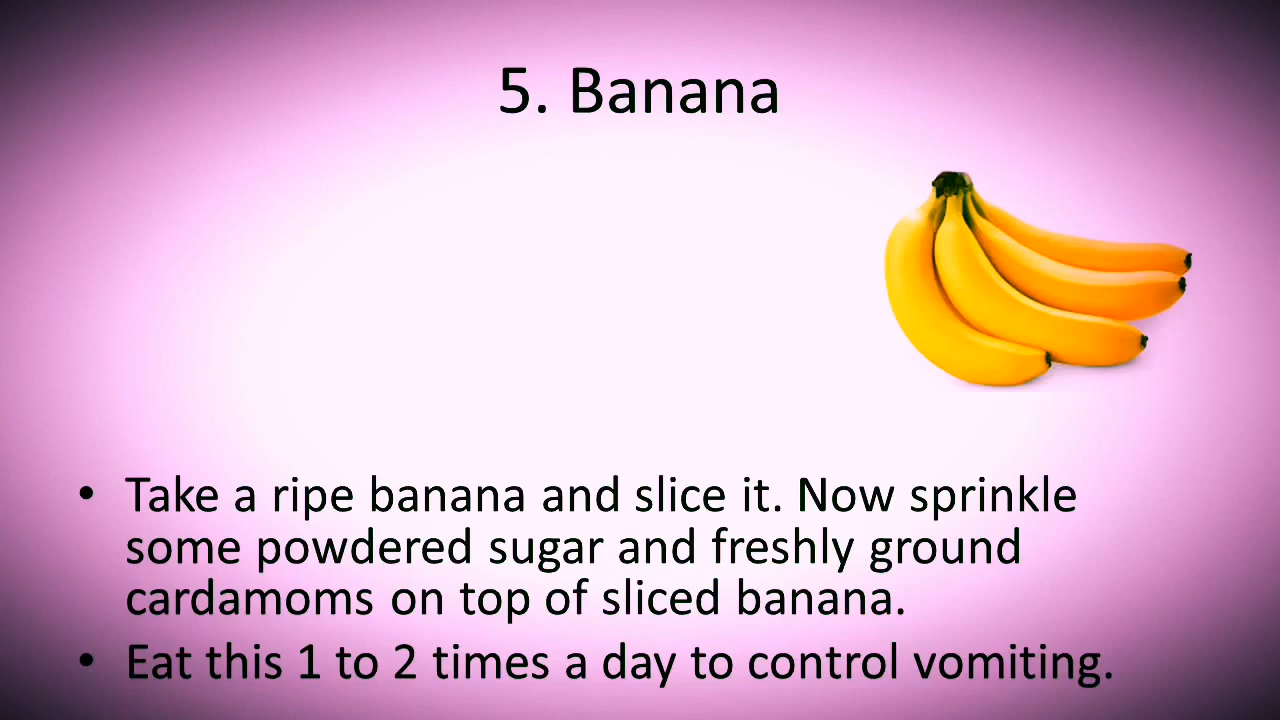 5. Banana
• Take a ripe banana and slice it. Now sprinkle
some powdered sugar and freshly ground
cardamoms on top of sliced banana.
• Eat this 1 to 2 times a day to control vomiting.